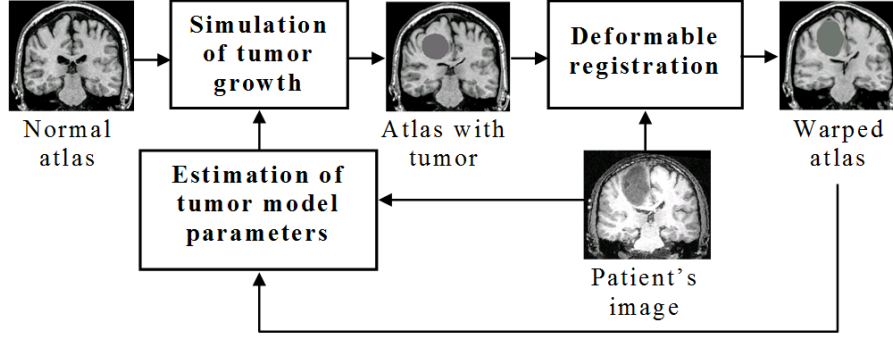 Simulation
of tumor
growth
Deformable
registration
Normal
atlas
Atlas with
tumor
Warped
atlas
Estimation of
tumor model
parameters
Patient's
image